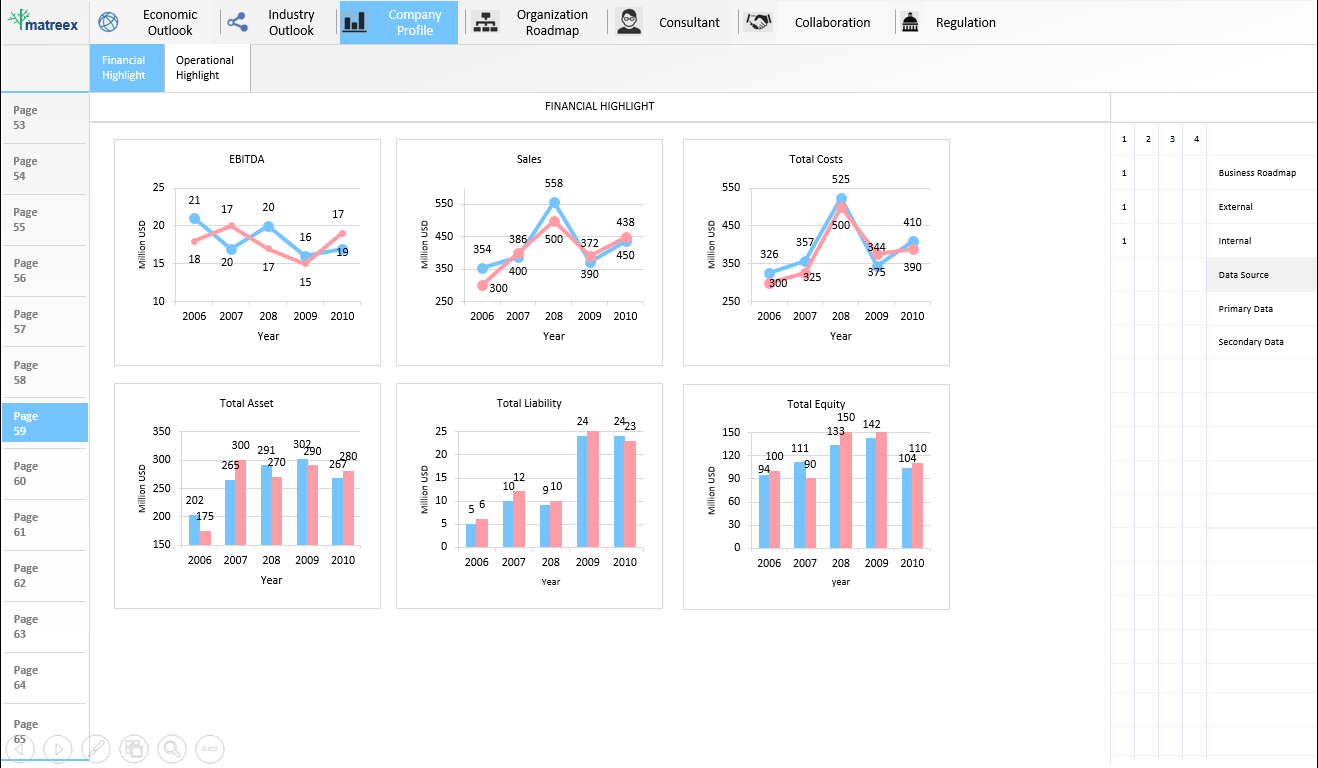 matreex
Economic
Outlook
Industry
Outlook
Company
Profile
Organization
Roadmap
Consultant
Collaboration
Regulation
Financial
Highlight
Operational
Highlight
Page
53
Page
54
Page
55
Page
56
Page
57
Page
58
Page
59
Page
60
Page
61
Page
62
Page
63
Page
64
Page
65
FINANCIAL HIGHLIGHT
EBITDA
Million USD
25
20
15
10
21
17
20
16
17
18
20
17
15
19
2006 2007 208 2009 2010
Year
Sales
Million USD
550
450
350
250
354
386
558
372
438
300
400
500
390
450
2006 2007 208 2009 2010
Year
Total Costs
Million USD
550
450
350
250
326
357
525
344
410
300
325
500
375
390
2006 2007 208 2009 2010
Year
Total Asset
Million USD
350
300
250
200
150
202
175
265
300
291
270
302
290
267
280
2006 2007 208 2009 2010
Year
Total Liability
Million USD
25
20
15
10
5
0
5
6
10
12
9
10
24
24
23
2006 2007 208 2009 2010
Year
Total Equity
Million USD
150
120
90
60
30
0
94
100
111
90
133
150
142
104
110
2006 2007 208 2009 2010
year
1 2 3 4
1 Business Roadmap
1 External
1 Internal
Data Source
Primary Data
Secondary Data